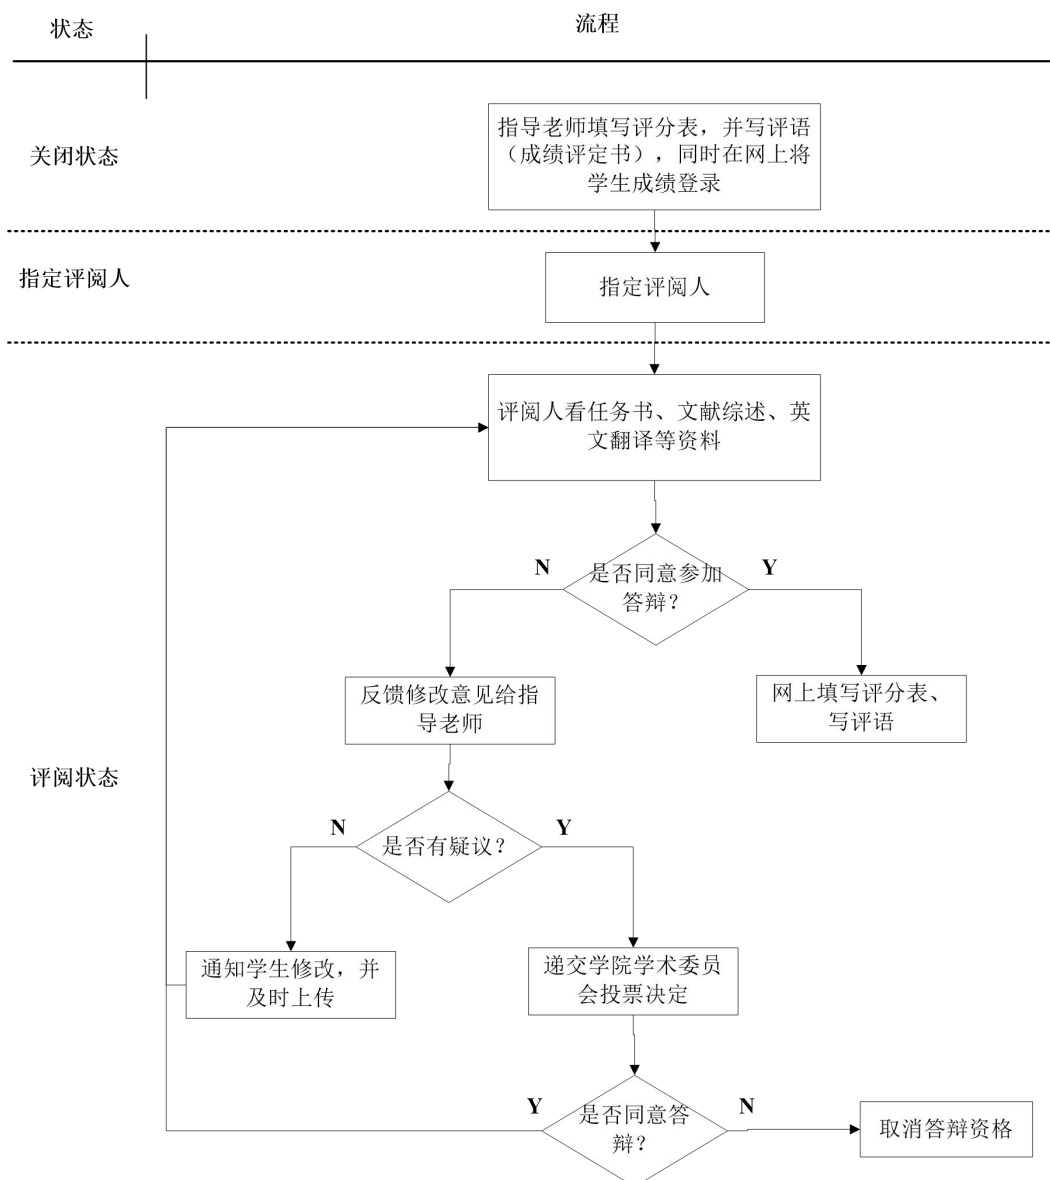 状态
流程
关闭状态
指导老师填写评分表，并写评语
（成绩评定书），同时在网上将
学生成绩登录
指定评阅人
指定评阅人
评阅人看任务书、文献综述、英
文翻译等资料
N
是否同意参加
答辩？
Y
反馈修改意见给指
导老师
网上填写评分表、
写评语
评阅状态
N
是否有疑议？
Y
通知学生修改，并
及时上传
递交学院学术委员
会投票决定
Y
是否同意答
辩？
N
取消答辩资格